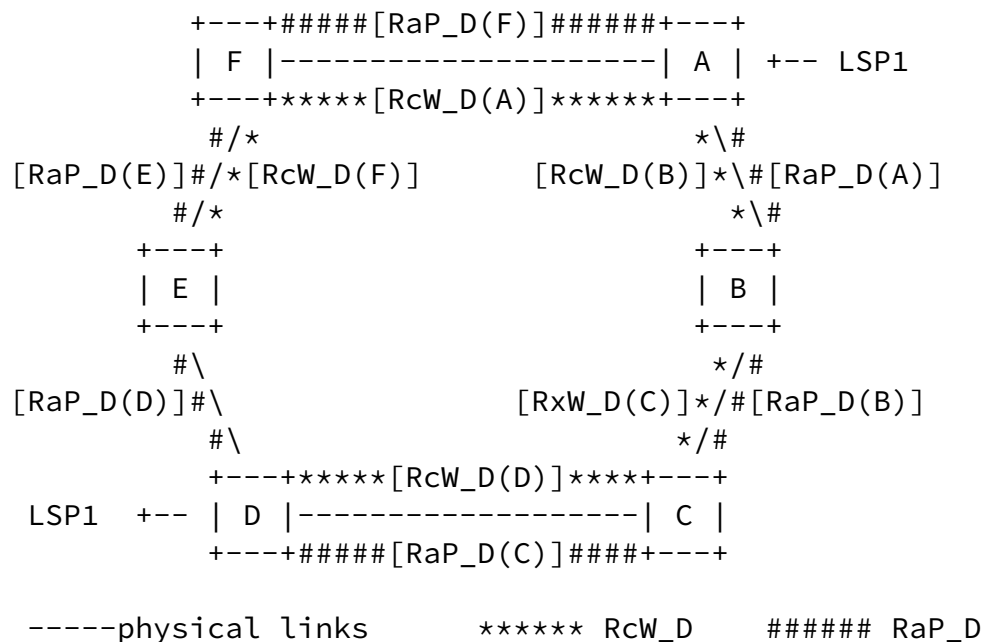 +---+#####[RaP_D(F)]######+---+
| F |---------------------| A | +-- LSP1
+---+*****[RcW_D(A)]******+---+
#/* *\#
[RaP_D(E)]#/*[RcW_D(F)] [RcW_D(B)]*\#[RaP_D(A)]
#/* *\#
+---+ +---+
| E | | B |
+---+ +---+
#\ */#
[RaP_D(D)]#\ [RxW_D(C)]*/#[RaP_D(B)]
#\ */#
+---+*****[RcW_D(D)]****+---+
LSP1 +-- | D |-------------------| C |
+---+#####[RaP_D(C)]####+---+
-----physical links ****** RcW_D ###### RaP_D